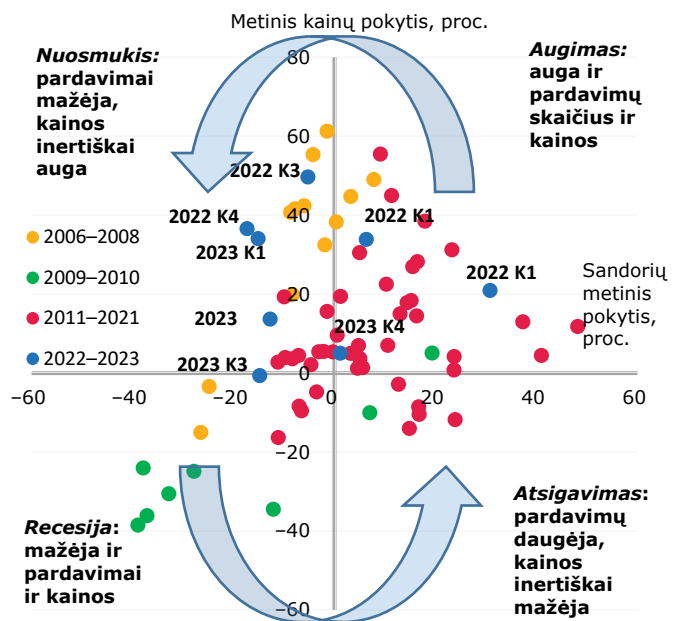 Metinis kainų pokytis, proc.
Nuosmukis:
pardavimai
mažėja,
kainos
inertiškai
auga
Augimas:
auga ir
pardavimų
skaičius ir
kainos
80
60
40
20
0
−20
−40
−60
2022 K3
2022 K4
2023 K1
2022 K1
2022 K1
2023
2023 K4
2023 K3
2006–2008
2009–2010
2011–2021
2022–2023
Sandorių
metinis
pokytis,
proc.
−60
−40
−20
0
20
40
60
Recesija:
mažėja ir
pardavimai
ir kainos
Atsigavimas:
pardavimų
daugėja,
kainos
inertiškai
mažėja